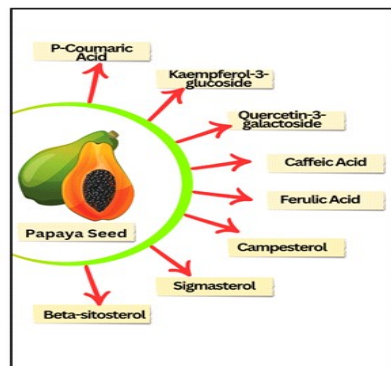 P-Coumaric
Acid
Kaempferol-3-
glucoside
Quercetin-3-
galactoside
Caffeic Acid
Ferulic Acid
Papaya Seed
Campesterol
Sigmasterol
Beta-sitosterol